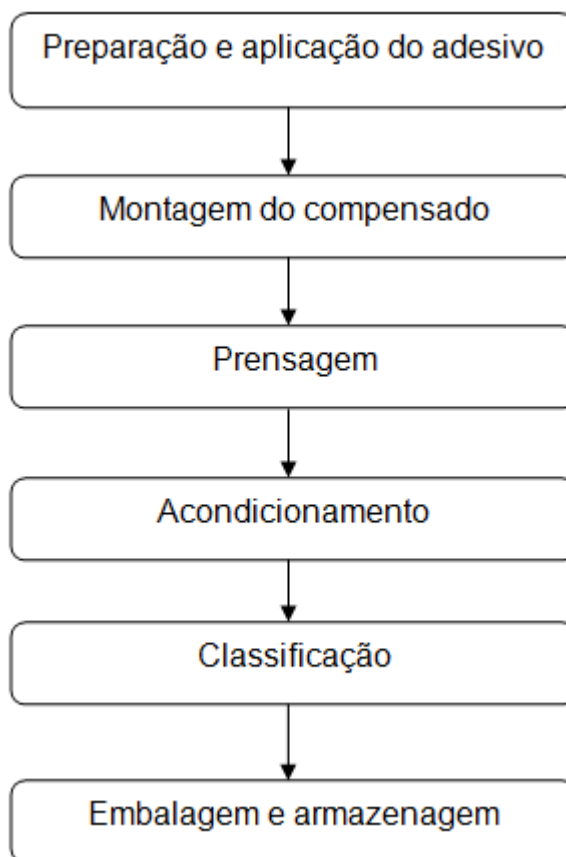 Preparação e aplicação do adesivo
Montagem do compensado
Prensagem
Acondicionamento
Classificação
Embalagem e armazenagem